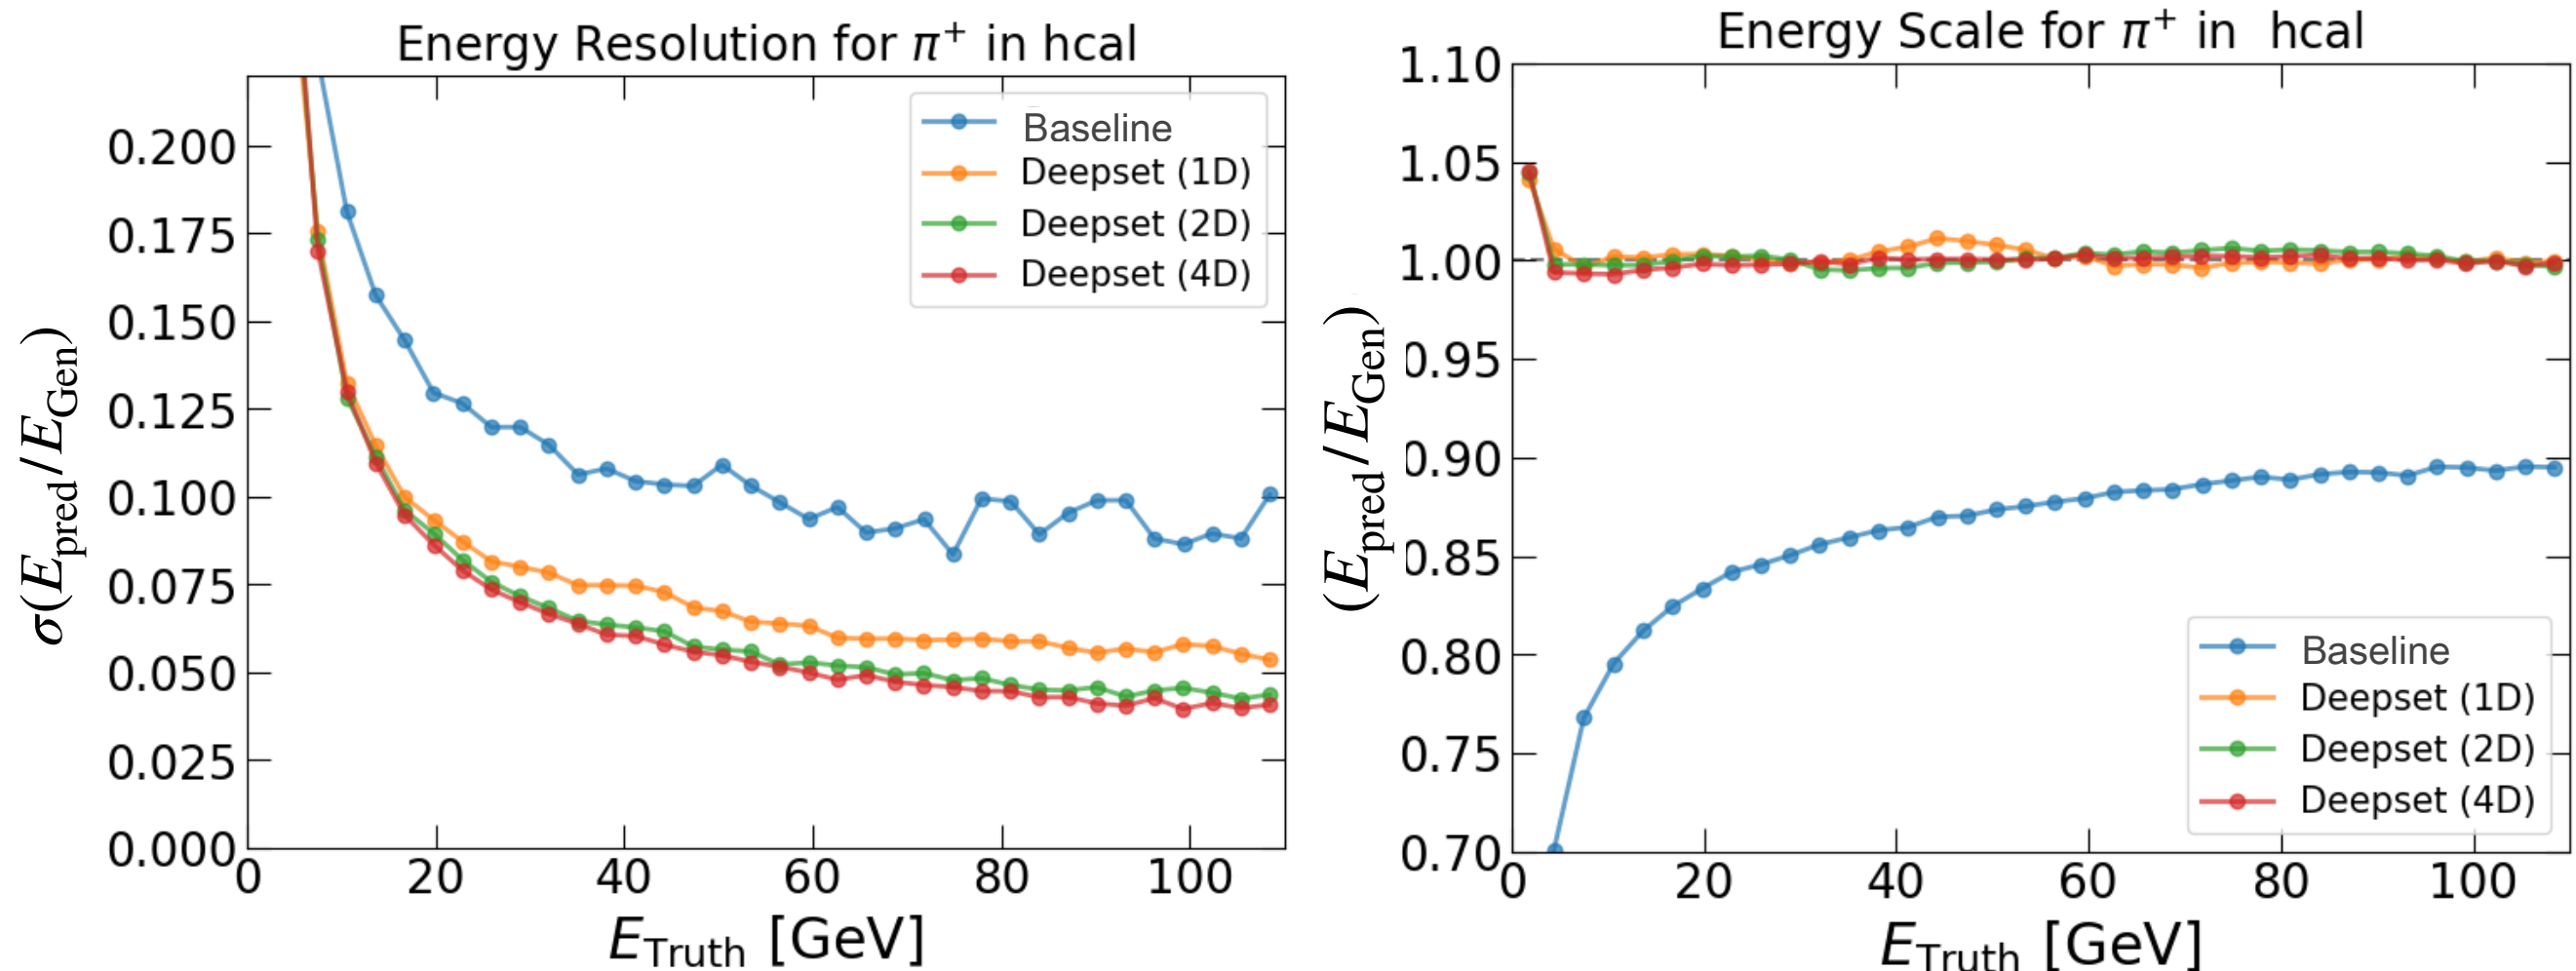 Energy Resolution for π⁺ in hcal
σ(E_pred/E_Gen)
0.200
0.175
0.150
0.125
0.100
0.075
0.050
0.025
0.000
Baseline
Deepset (1D)
Deepset (2D)
Deepset (4D)
0 20 40 60 80 100
E_Truth [GeV]
Energy Scale for π⁺ in hcal
(E_pred/E_Gen)
1.10
1.05
1.00
0.95
0.90
0.85
0.80
0.75
0.70
Baseline
Deepset (1D)
Deepset (2D)
Deepset (4D)
0 20 40 60 80 100
E_Truth [GeV]